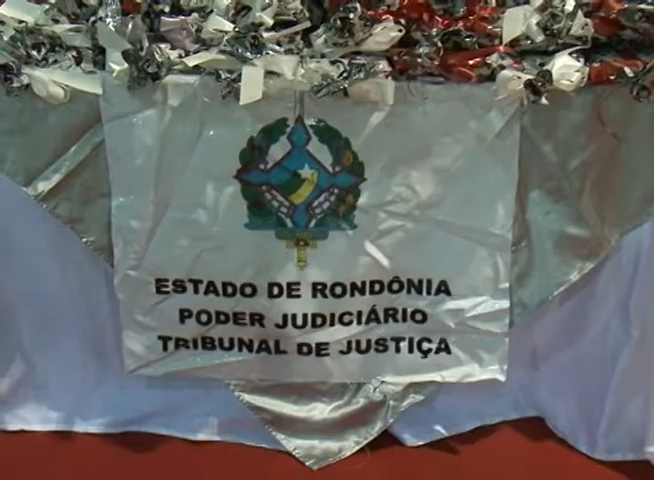 ESTADO DE RONDÔNIA
PODER JUDICIÁRIO
TRIBUNAL DE JUSTIÇA